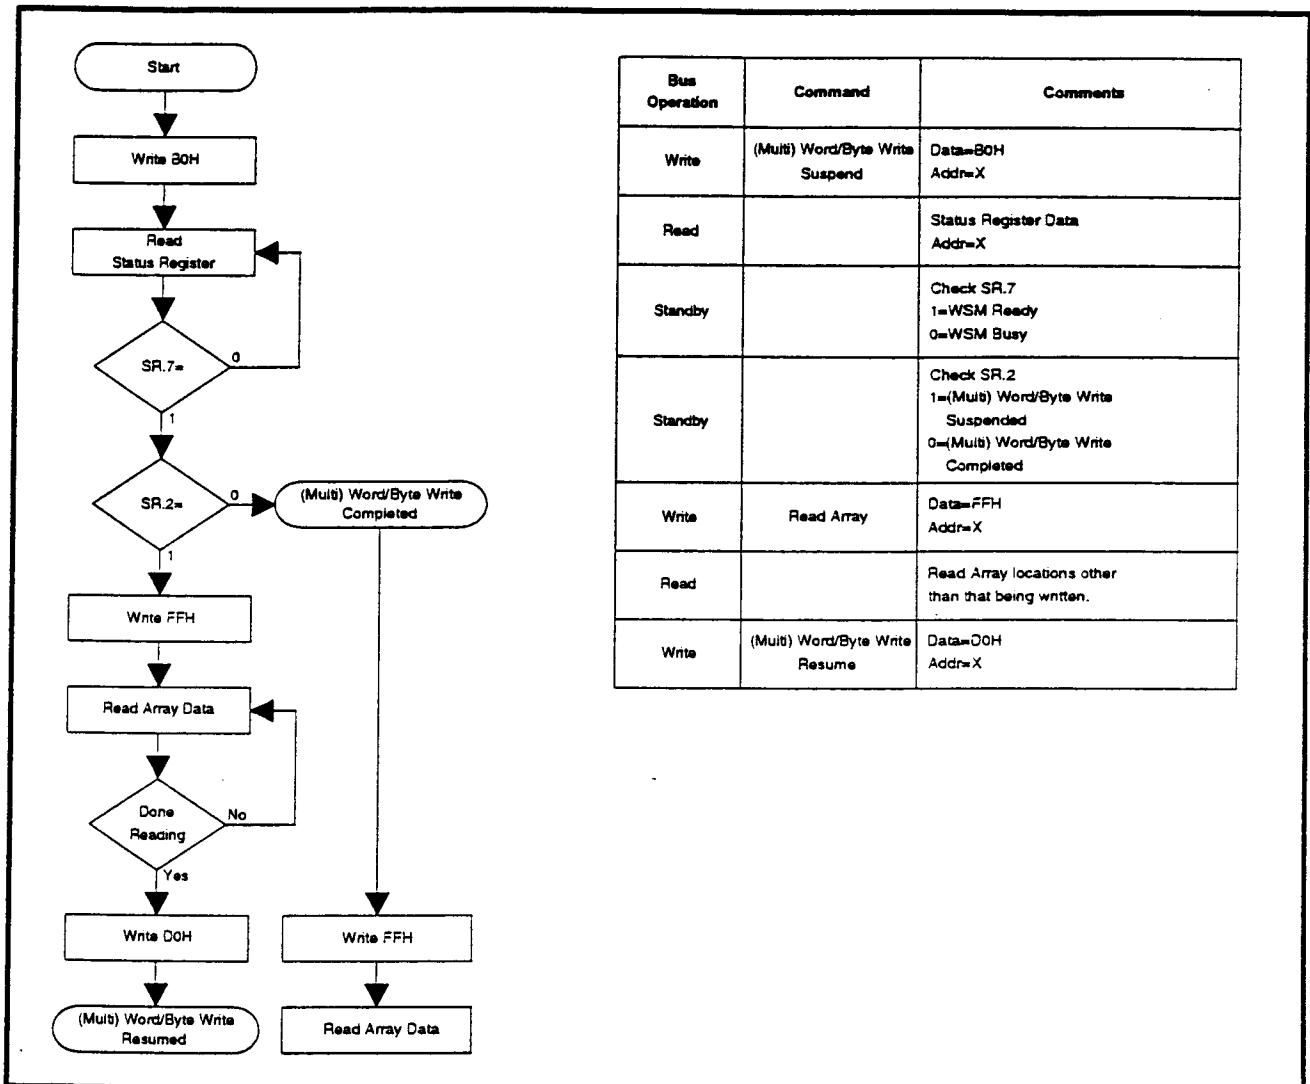 Start
Write B0H
Read
Status Register
SR.7=
0
1
SR.2=
0
1
(Multi) Word/Byte Write
Completed
Write FFH
Read Array Data
Done
Reading
No
Yes
Write D0H
(Multi) Word/Byte Write
Resumed
Write FFH
Read Array Data
Bus
Operation
Command
Comments
Write
(Multi) Word/Byte Write
Suspend
Data=B0H
Addr=X
Read
Status Register Data
Addr=X
Standby
Check SR.7
1=WSM Ready
0=WSM Busy
Standby
Check SR.2
1=(Multi) Word/Byte Write
Suspended
0=(Multi) Word/Byte Write
Completed
Write
Read Array
Data=FFH
Addr=X
Read
Read Array locations other
than that being written.
Write
(Multi) Word/Byte Write
Resume
Data=D0H
Addr=X